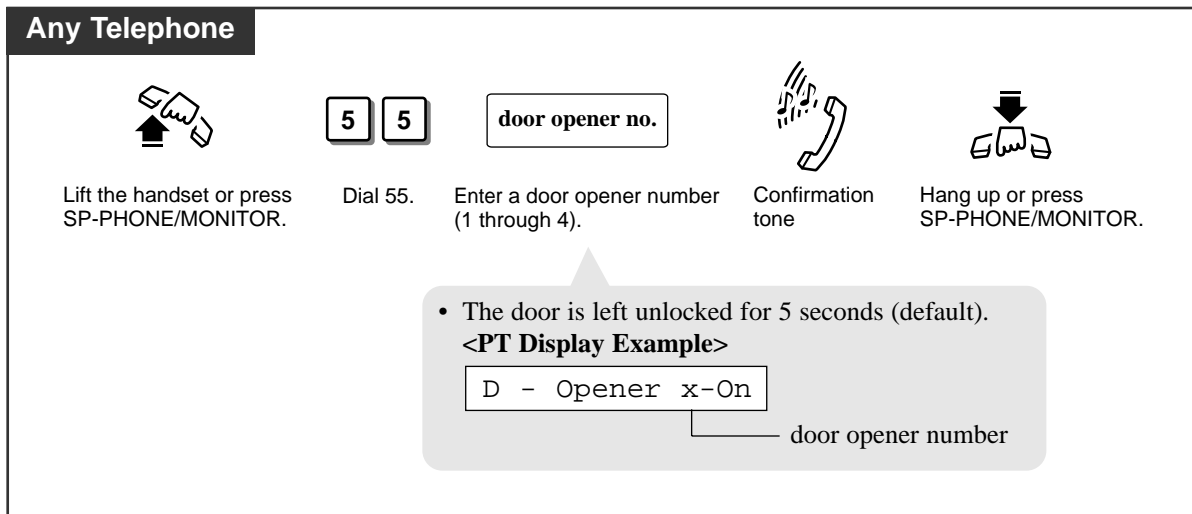 Any Telephone
5 5
door opener no.
Lift the handset or press
SP-PHONE/MONITOR.
Dial 55.
Enter a door opener number
(1 through 4).
Confirmation
tone
Hang up or press
SP-PHONE/MONITOR.
• The door is left unlocked for 5 seconds (default).
<PT Display Example>
D - Opener x-On
door opener number